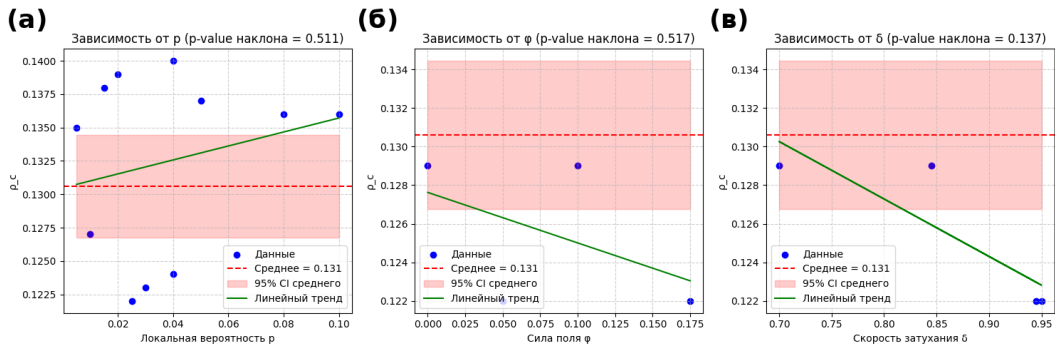 (а)
Зависимость от p (p-value наклона = 0.511)
0.1400
0.1375
0.1350
0.1325
0.1300
0.1275
0.1250
0.1225
ρ_c
Данные
Среднее = 0.131
95% CI среднего
Линейный тренд
0.02 0.04 0.06 0.08 0.10
Локальная вероятность p
(б)
Зависимость от φ (p-value наклона = 0.517)
0.134
0.132
0.130
0.128
0.126
0.124
0.122
ρ_c
Данные
Среднее = 0.131
95% CI среднего
Линейный тренд
0.000 0.025 0.050 0.075 0.100 0.125 0.150 0.175
Сила поля φ
(в)
Зависимость от δ (p-value наклона = 0.137)
0.134
0.132
0.130
0.128
0.126
0.124
0.122
ρ_c
Данные
Среднее = 0.131
95% CI среднего
Линейный тренд
0.70 0.75 0.80 0.85 0.90 0.95
Скорость затухания δ